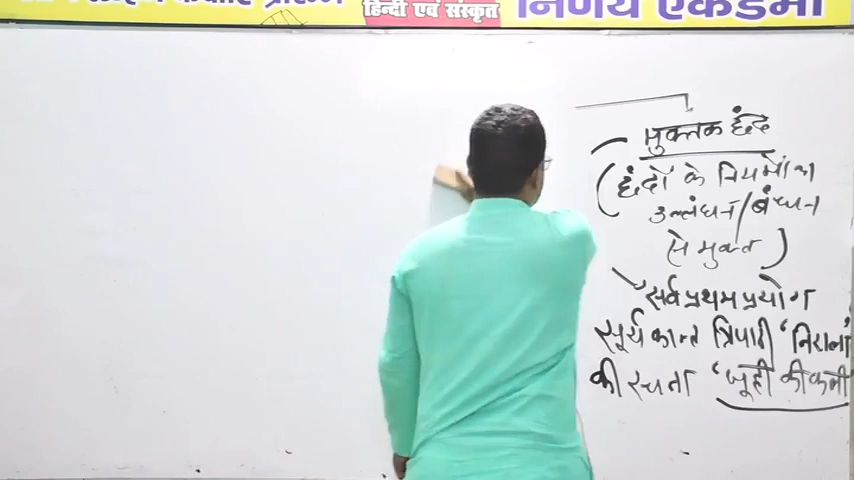 हिन्दी एवं संस्कृत
निर्णय एकेडमी
मुक्तक छंद
(छंदों के नियमों का
उल्लंघन/बंधन
से मुक्त)
सर्वप्रथम प्रयोग
सूर्यकान्त त्रिपाठी 'निराला'
की रचना 'जूही की कली'